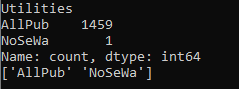 Utilities
AllPub    1459
NoSeWa       1
Name: count, dtype: int64
['AllPub' 'NoSeWa']